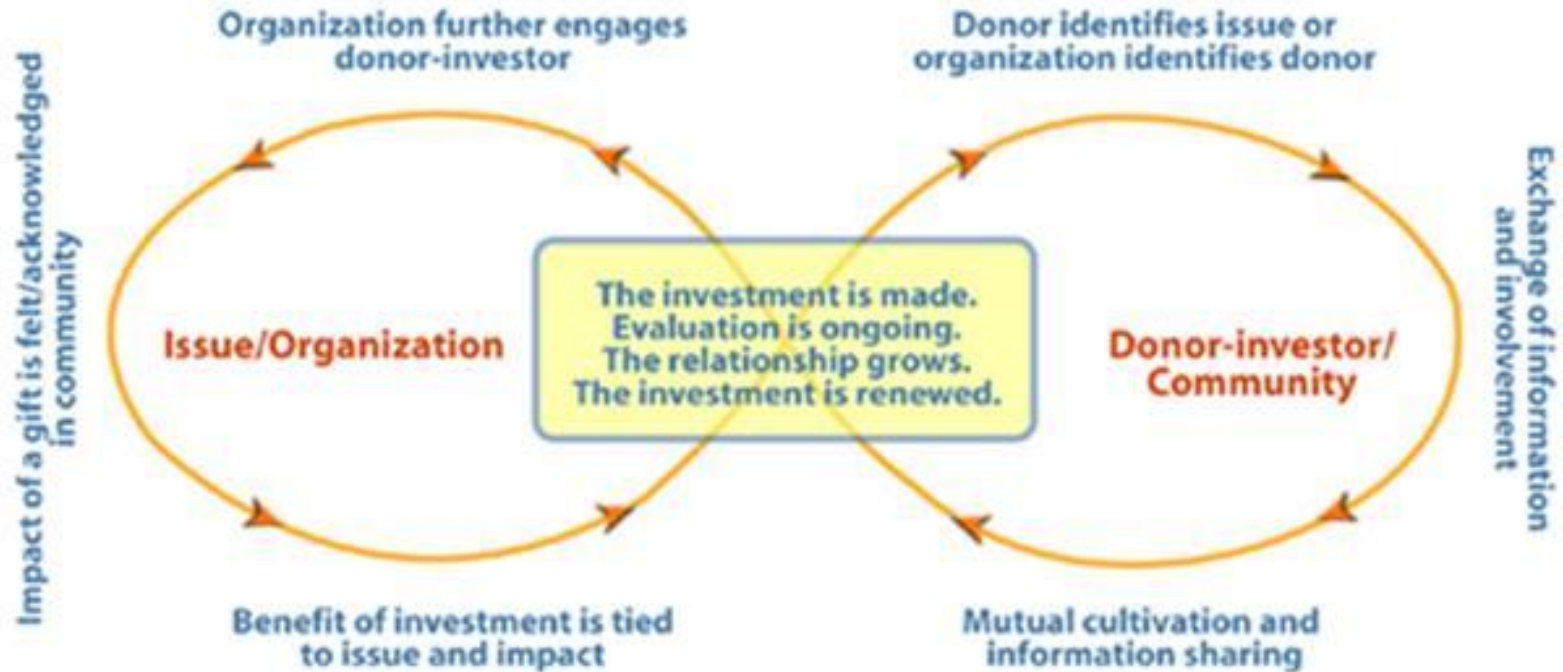 Organization further engages
donor-investor
Donor identifies issue or
organization identifies donor
Impact of a gift is felt/acknowledged
in community
Issue/Organization
The investment is made.
Evaluation is ongoing.
The relationship grows.
The investment is renewed.
Donor-investor/
Community
Exchange of information
and involvement
Benefit of investment is tied
to issue and impact
Mutual cultivation and
information sharing